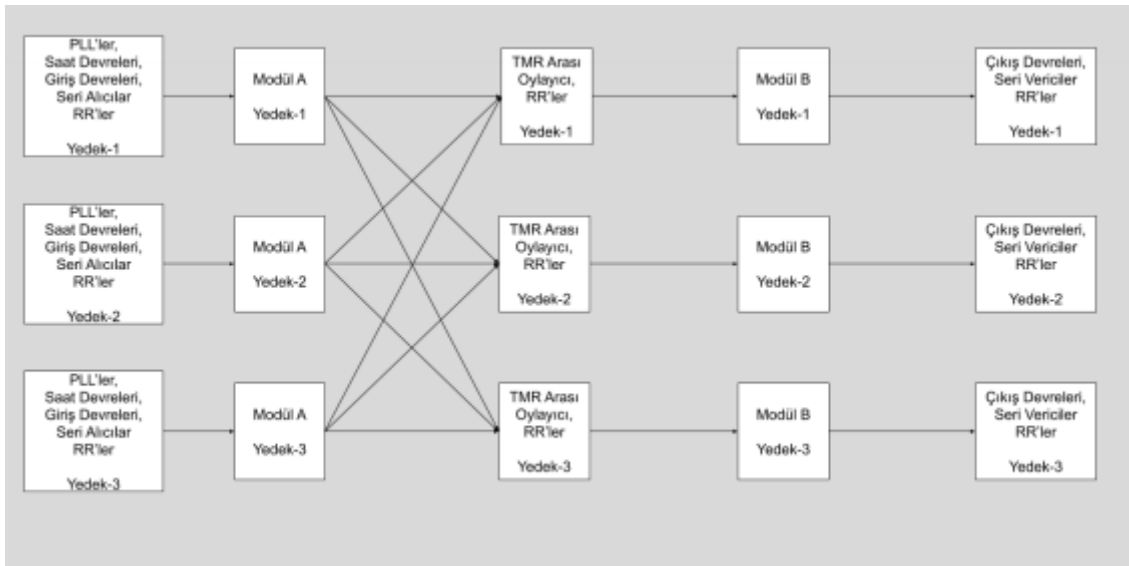 PLL'ler,
Saat Devreleri,
Giriş Devreleri,
Seri Alıcılar
RR'ler
Yedek-1
Modül A
Yedek-1
TMR Arası
Oylayıcı,
RR'ler
Yedek-1
Modül B
Yedek-1
Çıkış Devreleri,
Seri Vericiler
RR'ler
Yedek-1
PLL'ler,
Saat Devreleri,
Giriş Devreleri,
Seri Alıcılar
RR'ler
Yedek-2
Modül A
Yedek-2
TMR Arası
Oylayıcı,
RR'ler
Yedek-2
Modül B
Yedek-2
Çıkış Devreleri,
Seri Vericiler
RR'ler
Yedek-2
PLL'ler,
Saat Devreleri,
Giriş Devreleri,
Seri Alıcılar
RR'ler
Yedek-3
Modül A
Yedek-3
TMR Arası
Oylayıcı,
RR'ler
Yedek-3
Modül B
Yedek-3
Çıkış Devreleri,
Seri Vericiler
RR'ler
Yedek-3